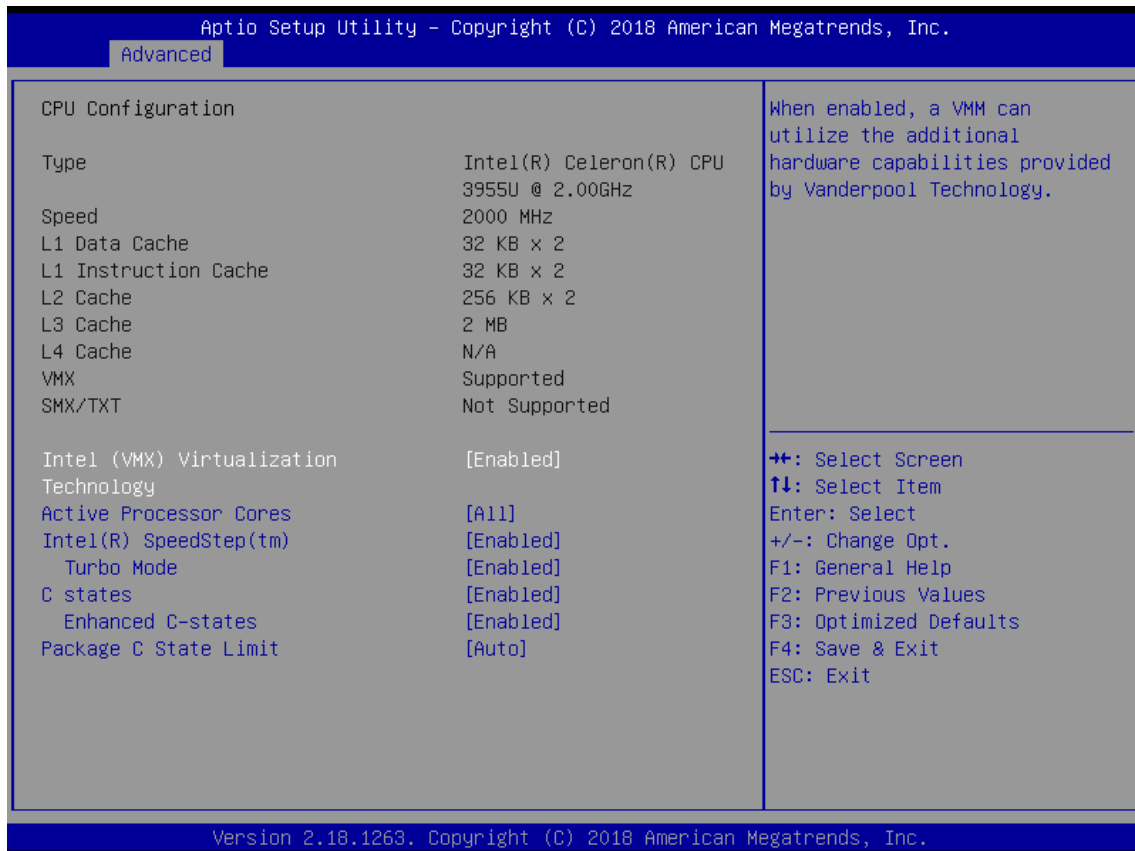 Aptio Setup Utility – Copyright (C) 2018 American Megatrends, Inc.
Advanced
CPU Configuration
Type Intel(R) Celeron(R) CPU
3955U @ 2.00GHz
Speed 2000 MHz
L1 Data Cache 32 KB x 2
L1 Instruction Cache 32 KB x 2
L2 Cache 256 KB x 2
L3 Cache 2 MB
L4 Cache N/A
VMX Supported
SMX/TXT Not Supported
Intel (VMX) Virtualization [Enabled]
Technology
Active Processor Cores [All]
Intel(R) SpeedStep(tm) [Enabled]
Turbo Mode [Enabled]
C states [Enabled]
Enhanced C-states [Enabled]
Package C State Limit [Auto]
When enabled, a VMM can
utilize the additional
hardware capabilities provided
by Vanderpool Technology.
→←: Select Screen
↑↓: Select Item
Enter: Select
+/-: Change Opt.
F1: General Help
F2: Previous Values
F3: Optimized Defaults
F4: Save & Exit
ESC: Exit
Version 2.18.1263. Copyright (C) 2018 American Megatrends, Inc.